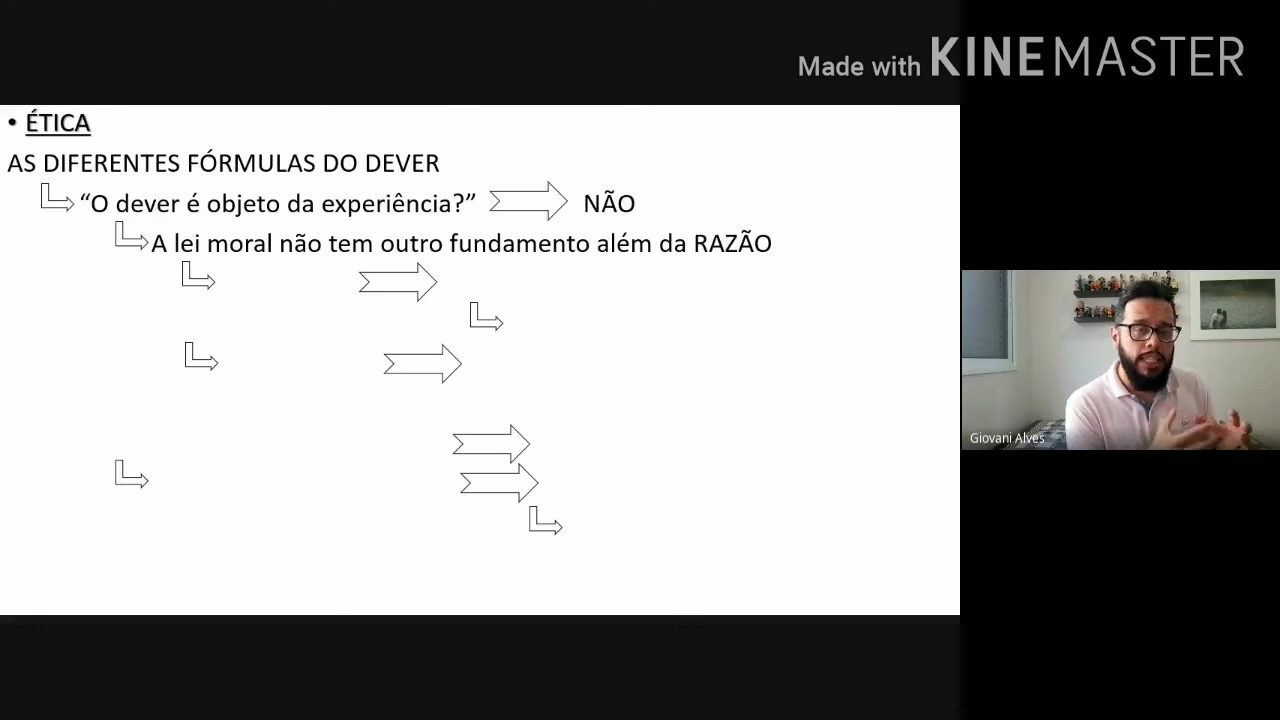 Made with KINEMASTER
• ÉTICA
AS DIFERENTES FÓRMULAS DO DEVER
“O dever é objeto da experiência?” NÃO
A lei moral não tem outro fundamento além da RAZÃO
Giovani Alves